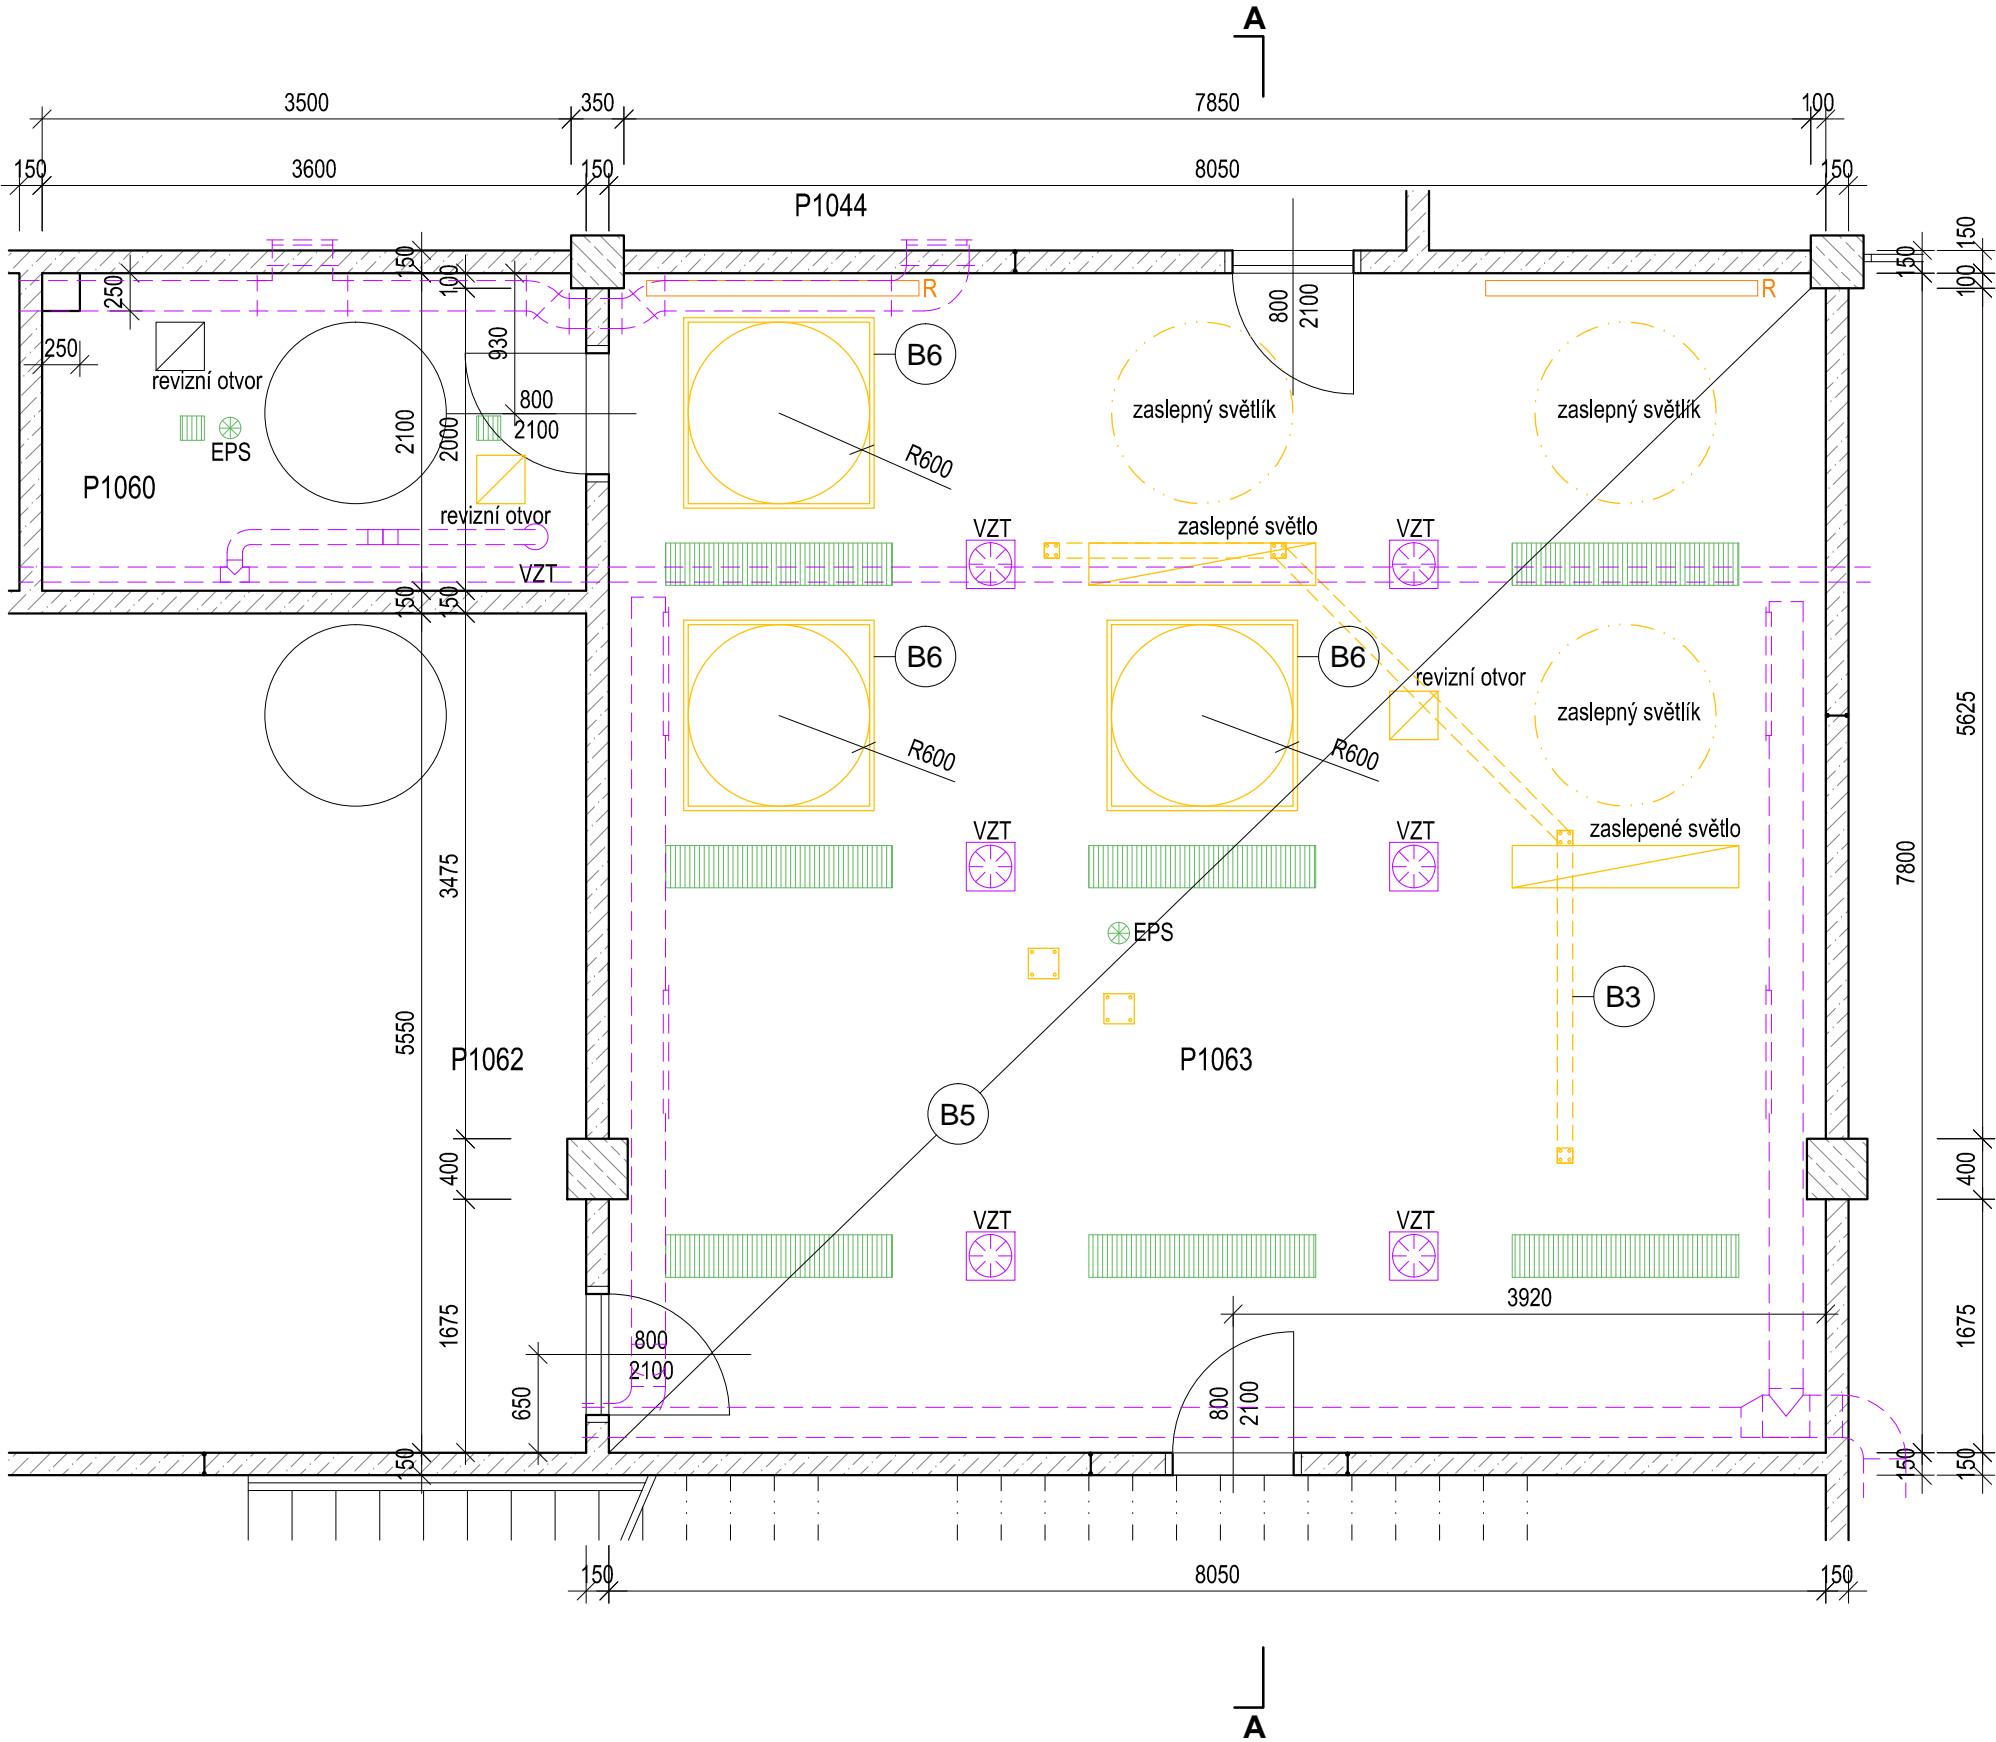 A
3500
350
7850
100
150
3600
150
8050
150
P1044
150
100
150
150
100
250
250
930
800
2100
R
R
B6
revizní otvor
zaslepný světlík
zaslepný světlík
EPS
2100
2000
800
2100
R600
P1060
revizní otvor
VZT
zaslepné světlo
VZT
VZT
150
150
B6
B6
revizní otvor
zaslepný světlík
R600
R600
5625
VZT
VZT
zaslepené světlo
3475
7800
EPS
B3
5550
P1062
P1063
B5
400
400
VZT
VZT
3920
1675
800
2100
1675
650
800
2100
150
150
150
150
8050
150
A